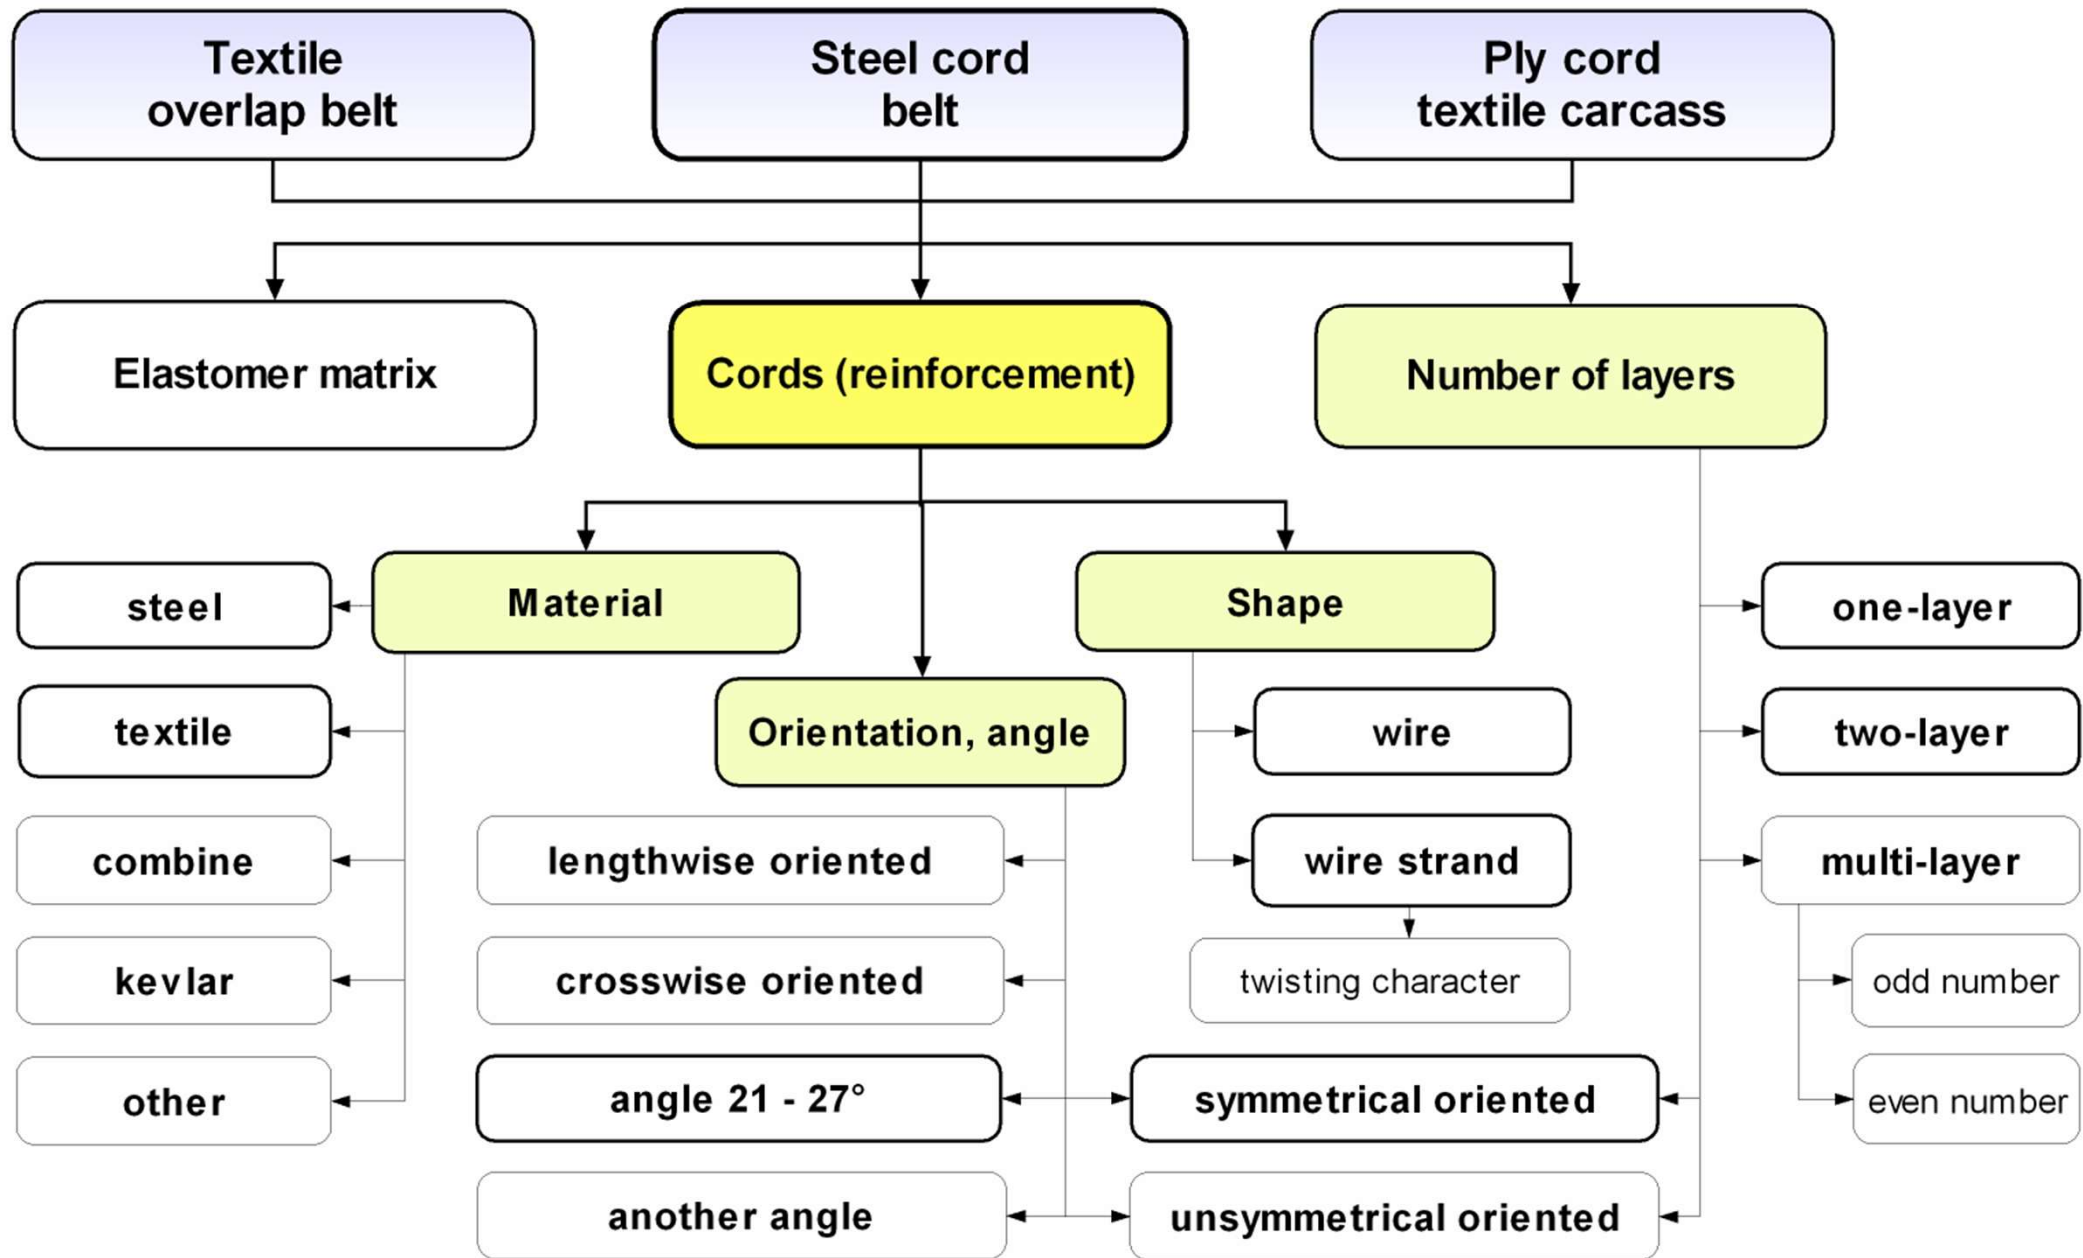 Textile
overlap belt
Steel cord
belt
Ply cord
textile carcass
Elastomer matrix
Cords (reinforcement)
Number of layers
Material
Shape
steel
one-layer
textile
Orientation, angle
wire
two-layer
combine
lengthwise oriented
wire strand
multi-layer
kevlar
crosswise oriented
twisting character
odd number
other
angle 21 - 27°
symmetrical oriented
even number
another angle
unsymmetrical oriented